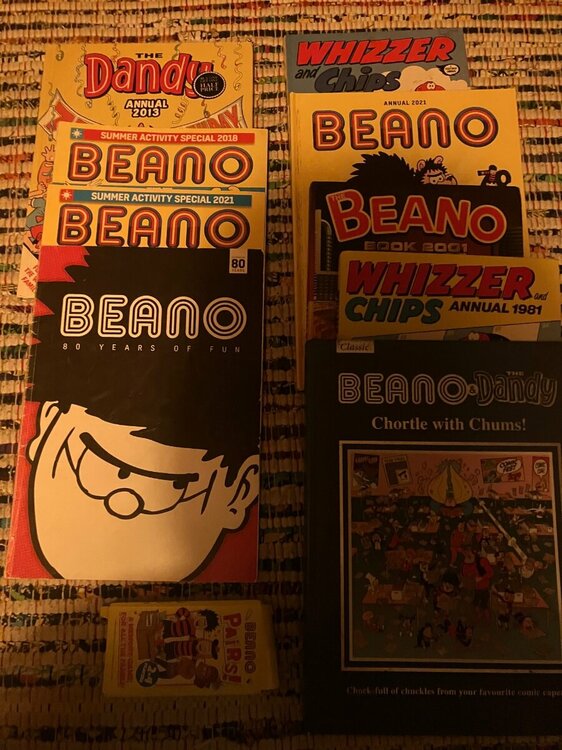 THE
Dandy
ANNUAL
2013
SUMMER ACTIVITY SPECIAL 2018
BEANO
SUMMER ACTIVITY SPECIAL 2021
BEANO
80
YEARS
BEANO
80 YEARS OF FUN
BEANO
PAIRS!
WHIZZER
and Chips
ANNUAL 2021
BEANO
THE
BEANO
BOOK 2001
WHIZZER and
CHIPS ANNUAL 1981
Classic
THE
BEANO & Dandy
Chortle with Chums!
Chock-full of chuckles from your favourite comic capers